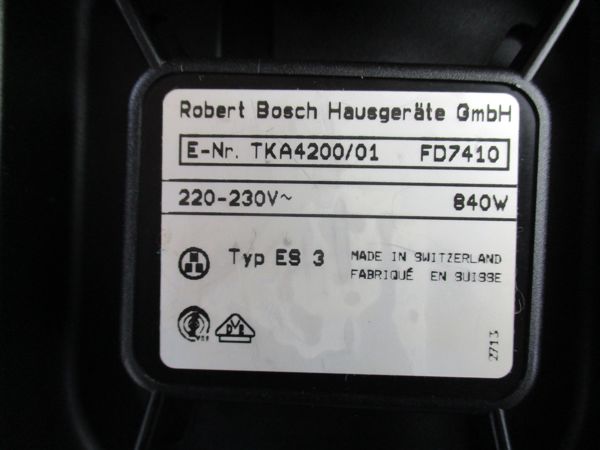 Robert Bosch Hausgeräte GmbH
E-Nr. TKA4200/01 FD7410
220-230V~ 840W
Typ ES 3
MADE IN SWITZERLAND
FABRIQUÉ EN SUISSE
2713